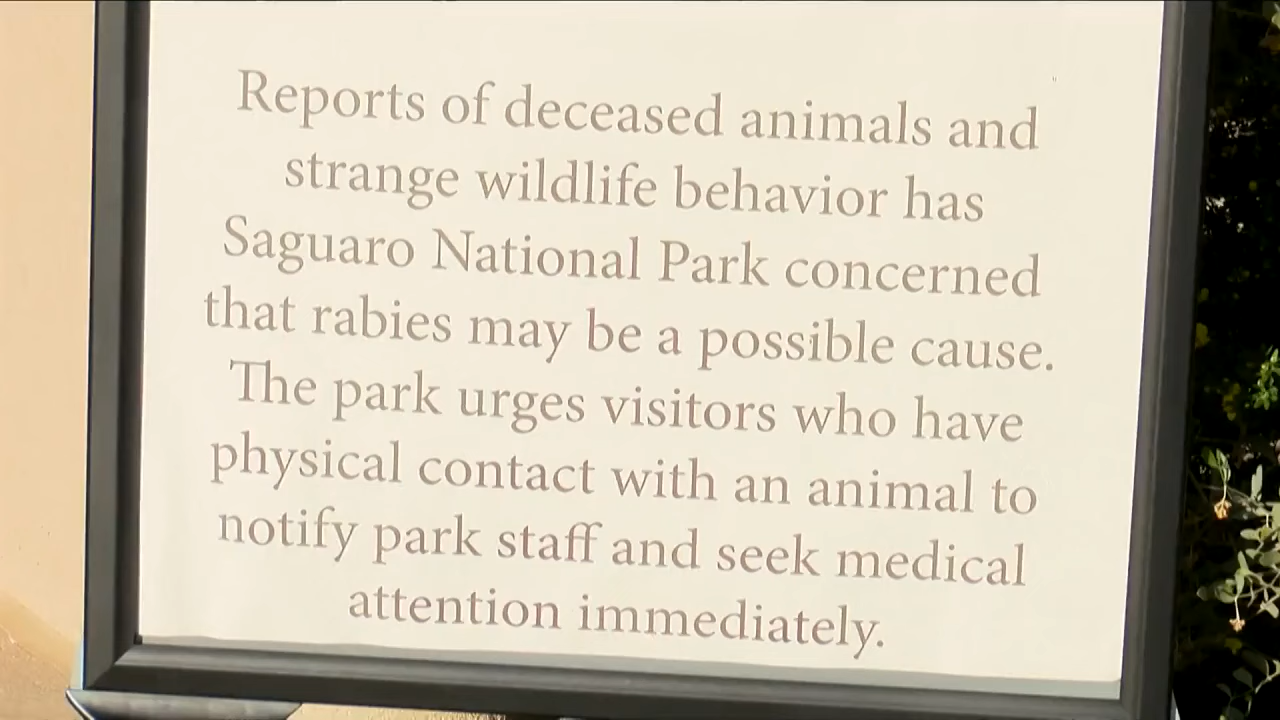 Reports of deceased animals and
strange wildlife behavior has
Saguaro National Park concerned
that rabies may be a possible cause.
The park urges visitors who have
physical contact with an animal to
notify park staff and seek medical
attention immediately.